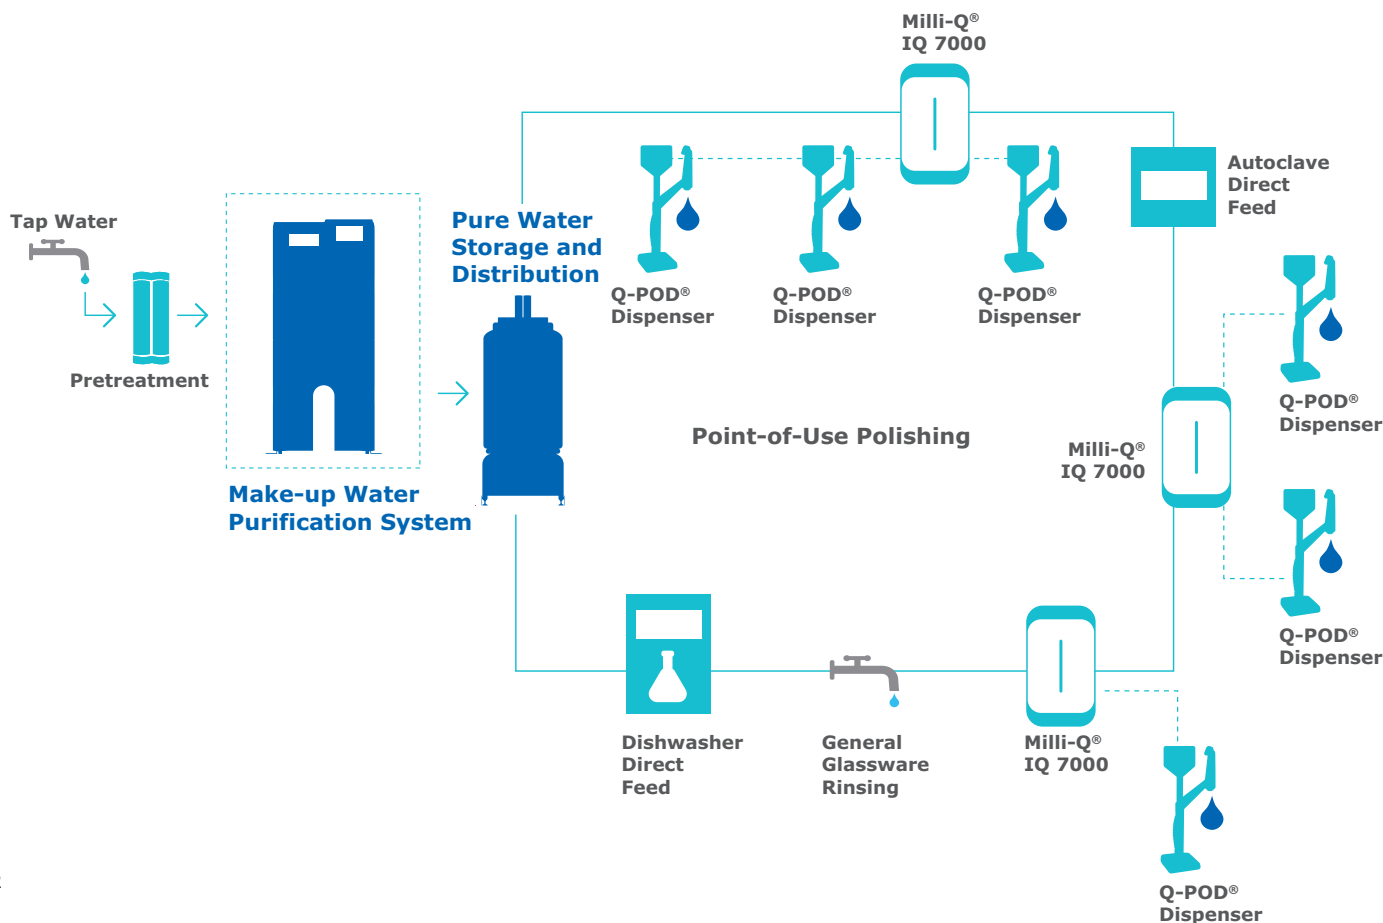 Milli-Q®
IQ 7000
Autoclave
Direct
Feed
Tap Water
Pure Water
Storage and
Distribution
Q-POD®
Dispenser
Q-POD®
Dispenser
Q-POD®
Dispenser
Pretreatment
Q-POD®
Dispenser
Point-of-Use Polishing
Milli-Q®
IQ 7000
Make-up Water
Purification System
Q-POD®
Dispenser
Dishwasher
Direct
Feed
General
Glassware
Rinsing
Milli-Q®
IQ 7000
Q-POD®
Dispenser